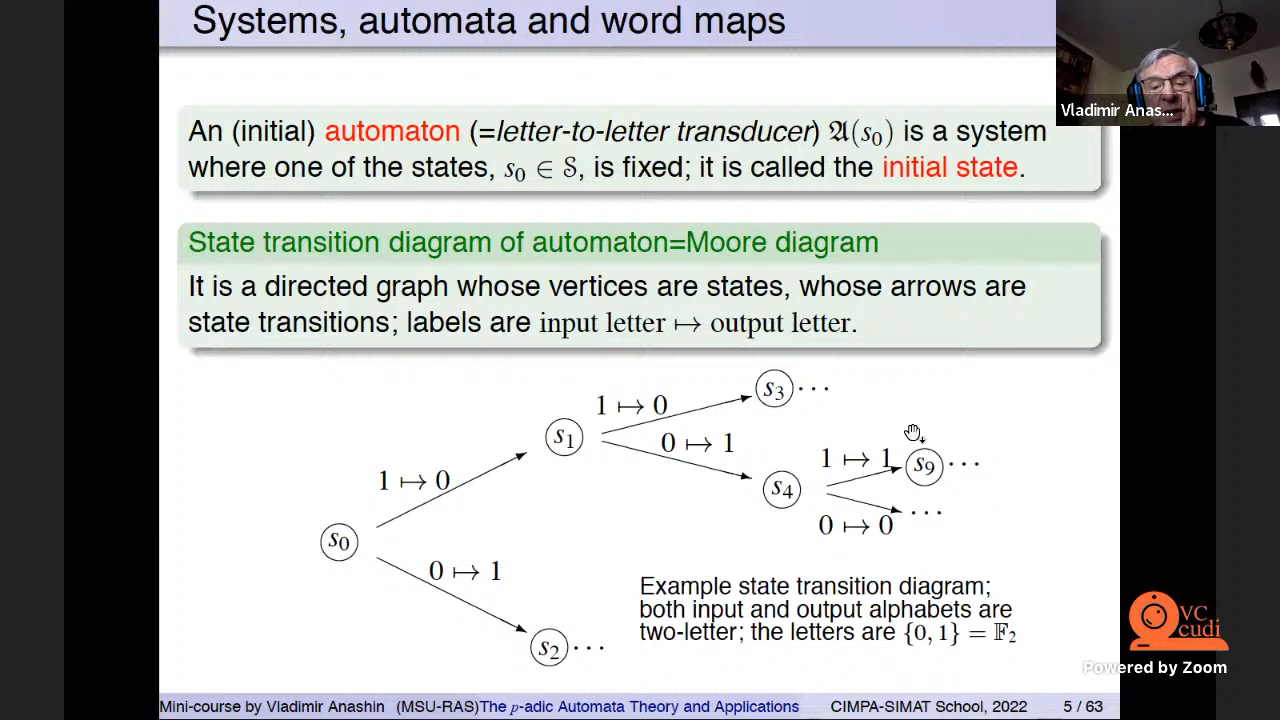 Systems, automata and word maps
Vladimir Anas...
An (initial) automaton (=letter-to-letter transducer) 𝔄(s₀) is a system
where one of the states, s₀ ∈ 𝕊, is fixed; it is called the initial state.
State transition diagram of automaton=Moore diagram
It is a directed graph whose vertices are states, whose arrows are
state transitions; labels are input letter ↦ output letter.
s₃ ···
1 ↦ 0
s₁
0 ↦ 1
1 ↦ 1
s₉ ···
1 ↦ 0
s₄
···
0 ↦ 0
s₀
0 ↦ 1
s₂ ···
Example state transition diagram;
both input and output alphabets are
two-letter; the letters are {0, 1} = 𝔽₂
VC
cudi
Powered by Zoom
Mini-course by Vladimir Anashin (MSU-RAS)The p-adic Automata Theory and Applications CIMPA-SIMAT School, 2022 5 / 63